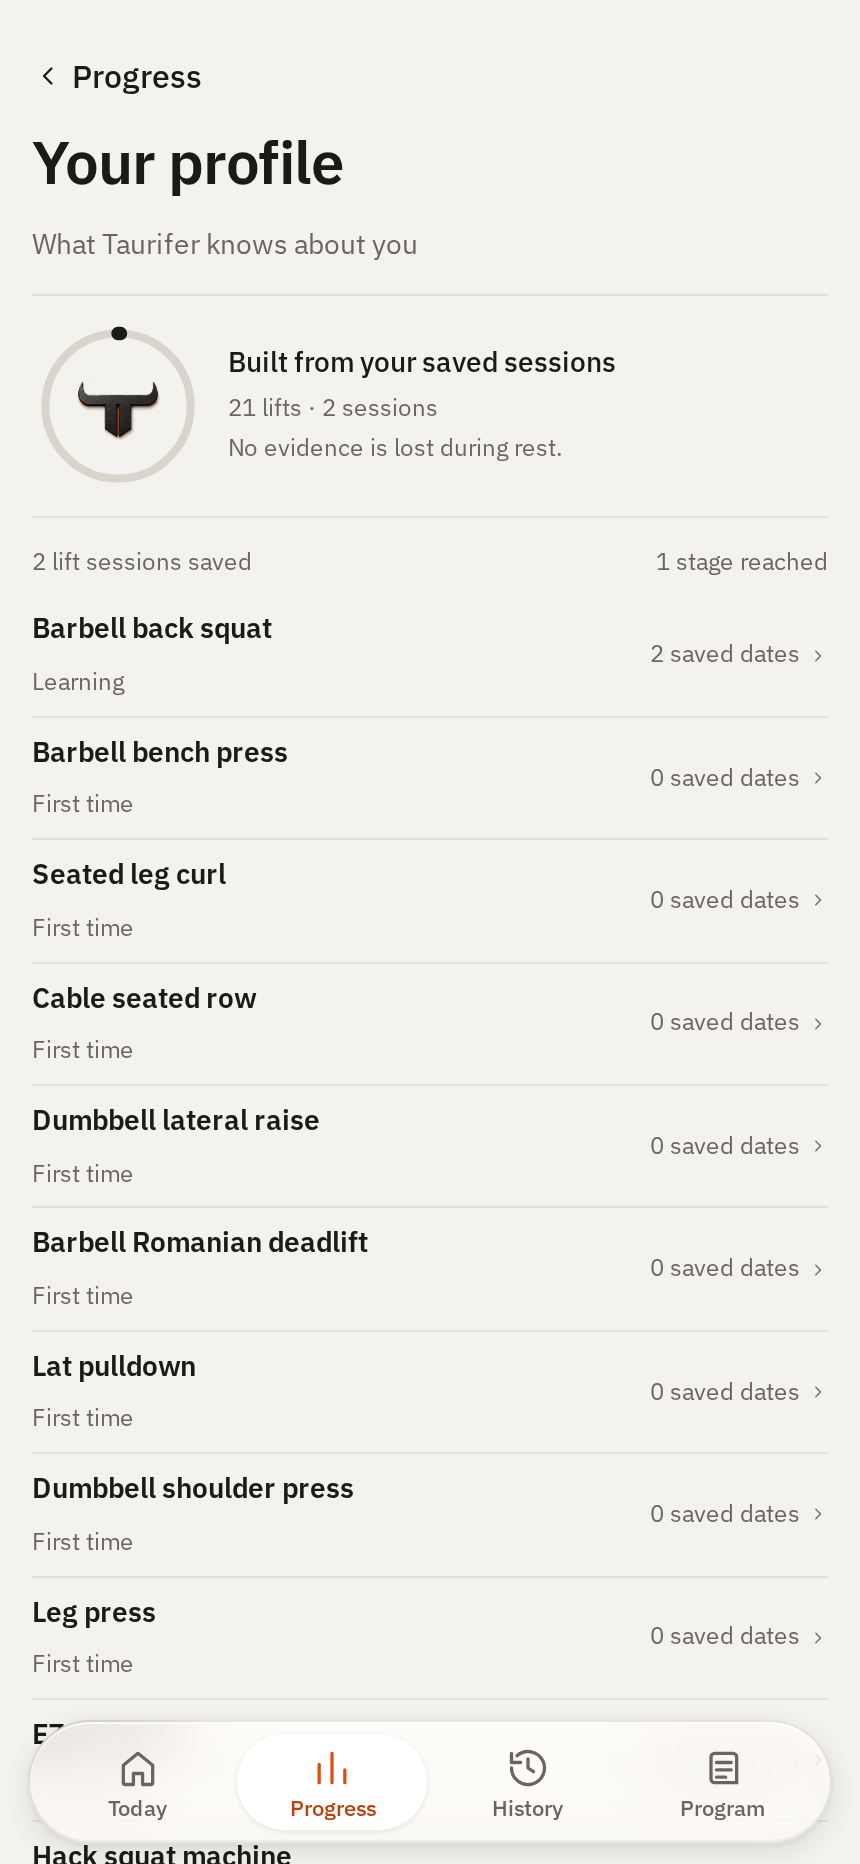 Progress
Your profile
What Taurifer knows about you
Built from your saved sessions
21 lifts · 2 sessions
No evidence is lost during rest.
2 lift sessions saved
1 stage reached
Barbell back squat
2 saved dates
Learning
Barbell bench press
0 saved dates
First time
Seated leg curl
0 saved dates
First time
Cable seated row
0 saved dates
First time
Dumbbell lateral raise
0 saved dates
First time
Barbell Romanian deadlift
0 saved dates
First time
Lat pulldown
0 saved dates
First time
Dumbbell shoulder press
0 saved dates
First time
Leg press
0 saved dates
First time
Today
Progress
History
Program
Hack squat machine